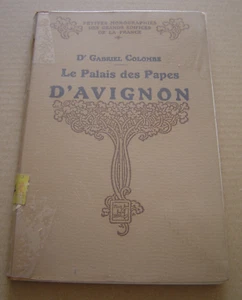 PETITES MONOGRAPHIES
DES GRANDS EDIFICES
DE LA FRANCE
Dr GABRIEL COLOMBE
Le Palais des Papes
D'AVIGNON